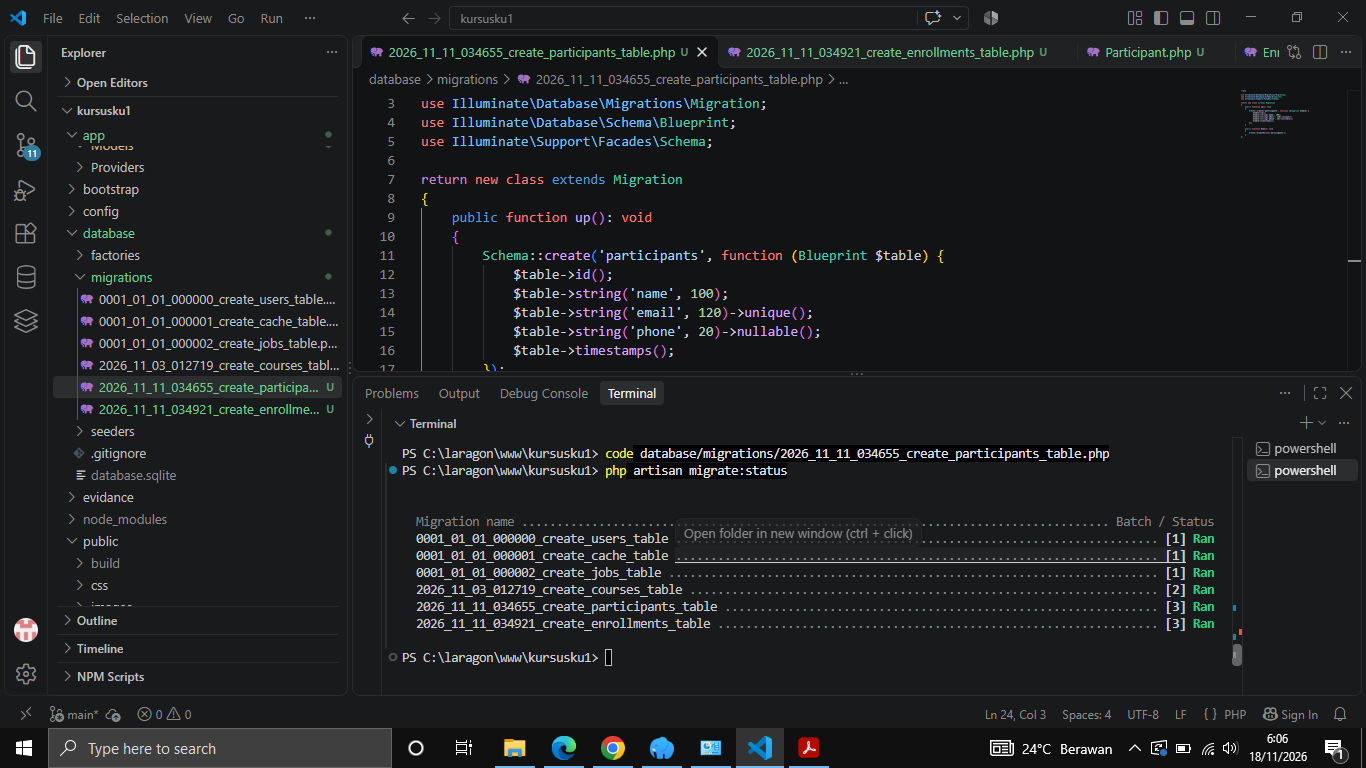 File Edit Selection View Go Run ···
kursusku1
Explorer
Open Editors
kursusku1
app
Models
Providers
bootstrap
config
database
factories
migrations
0001_01_01_000000_create_users_table....
0001_01_01_000001_create_cache_table....
0001_01_01_000002_create_jobs_table.p...
2026_11_03_012719_create_courses_tabl...
2026_11_11_034655_create_participa... U
2026_11_11_034921_create_enrollme... U
seeders
.gitignore
database.sqlite
evidance
node_modules
public
build
css
images
Outline
Timeline
NPM Scripts
11
2026_11_11_034655_create_participants_table.php U
2026_11_11_034921_create_enrollments_table.php U
Participant.php U
Enr
database > migrations > 2026_11_11_034655_create_participants_table.php > ...
3 use Illuminate\Database\Migrations\Migration;
4 use Illuminate\Database\Schema\Blueprint;
5 use Illuminate\Support\Facades\Schema;
6
7 return new class extends Migration
8 {
9 public function up(): void
10 {
11 Schema::create('participants', function (Blueprint $table) {
12 $table->id();
13 $table->string('name', 100);
14 $table->string('email', 120)->unique();
15 $table->string('phone', 20)->nullable();
16 $table->timestamps();
17 });
Problems Output Debug Console Terminal
Terminal
PS C:\laragon\www\kursusku1> code database/migrations/2026_11_11_034655_create_participants_table.php
PS C:\laragon\www\kursusku1> php artisan migrate:status
Migration name ........ Batch / Status
Open folder in new window (ctrl + click)
0001_01_01_000000_create_users_table ........ [1] Ran
0001_01_01_000001_create_cache_table ........ [1] Ran
0001_01_01_000002_create_jobs_table ........ [1] Ran
2026_11_03_012719_create_courses_table ........ [2] Ran
2026_11_11_034655_create_participants_table ........ [3] Ran
2026_11_11_034921_create_enrollments_table ........ [3] Ran
PS C:\laragon\www\kursusku1>
powershell
powershell
main* 0 0 Ln 24, Col 3 Spaces: 4 UTF-8 LF {} PHP Sign In
Type here to search
24°C Berawan
6:06
18/11/2026
1